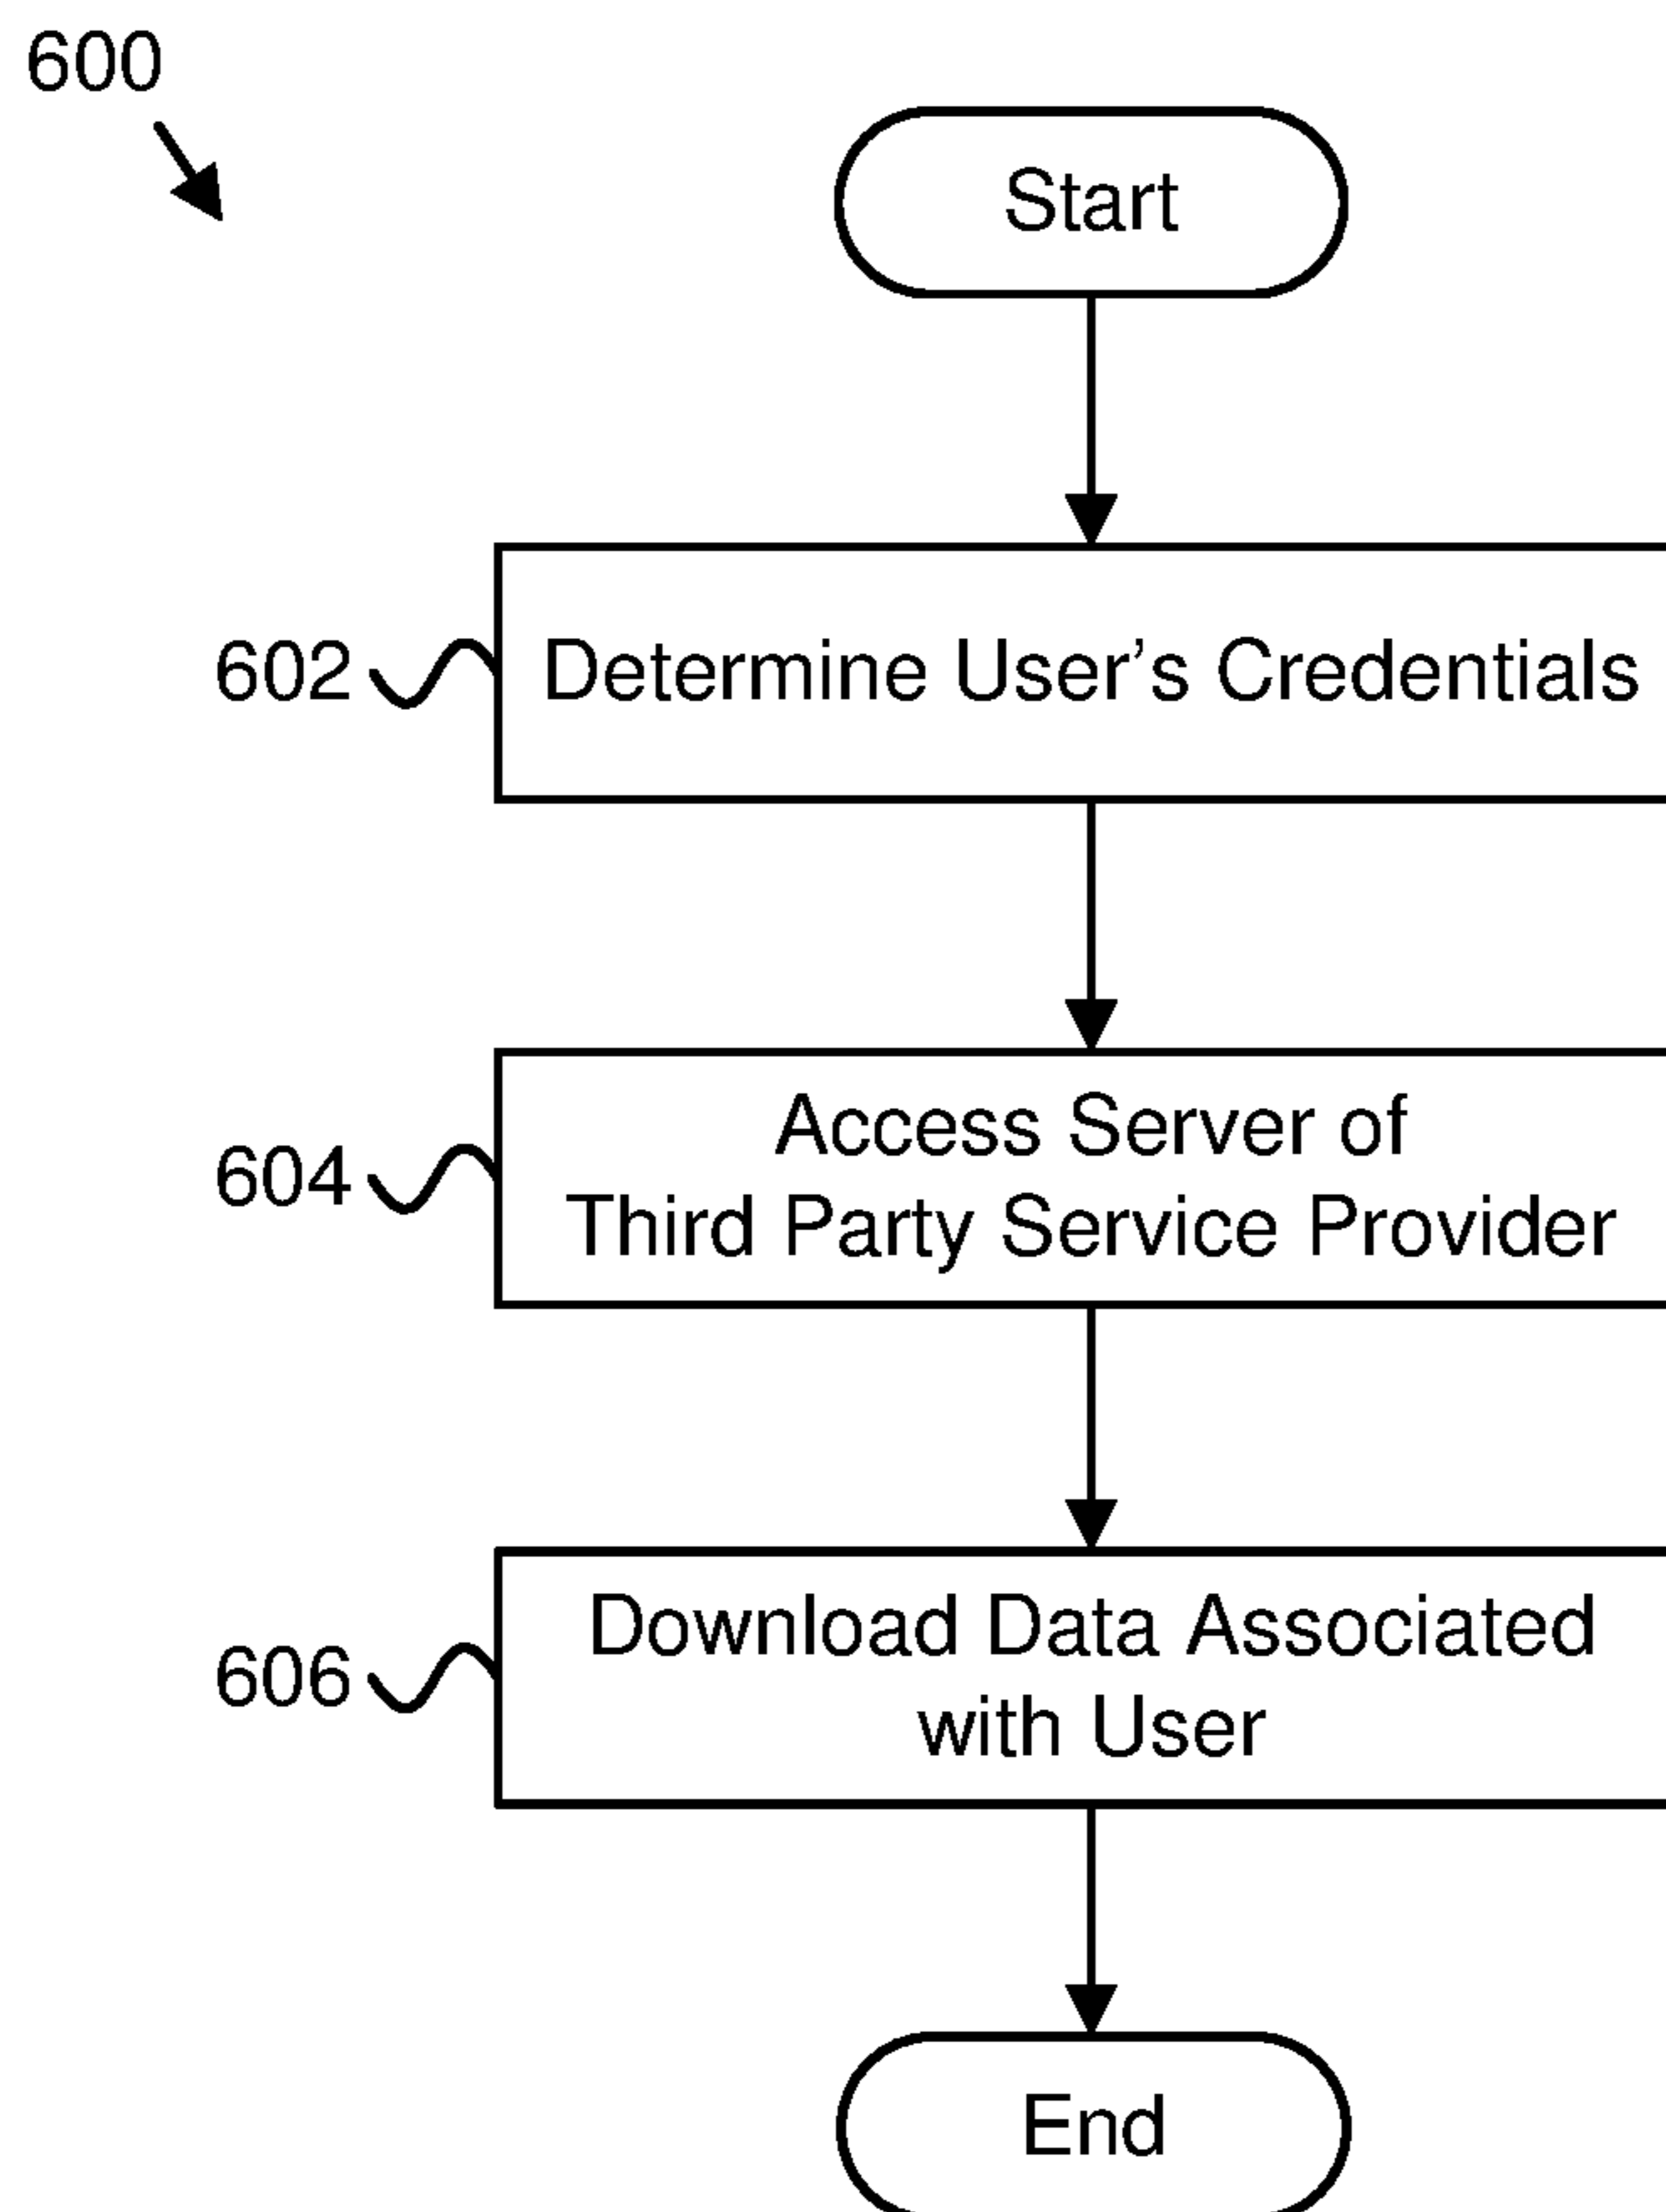 600
Start
602
Determine User’s Credentials
604
Access Server of
Third Party Service Provider
606
Download Data Associated
with User
End